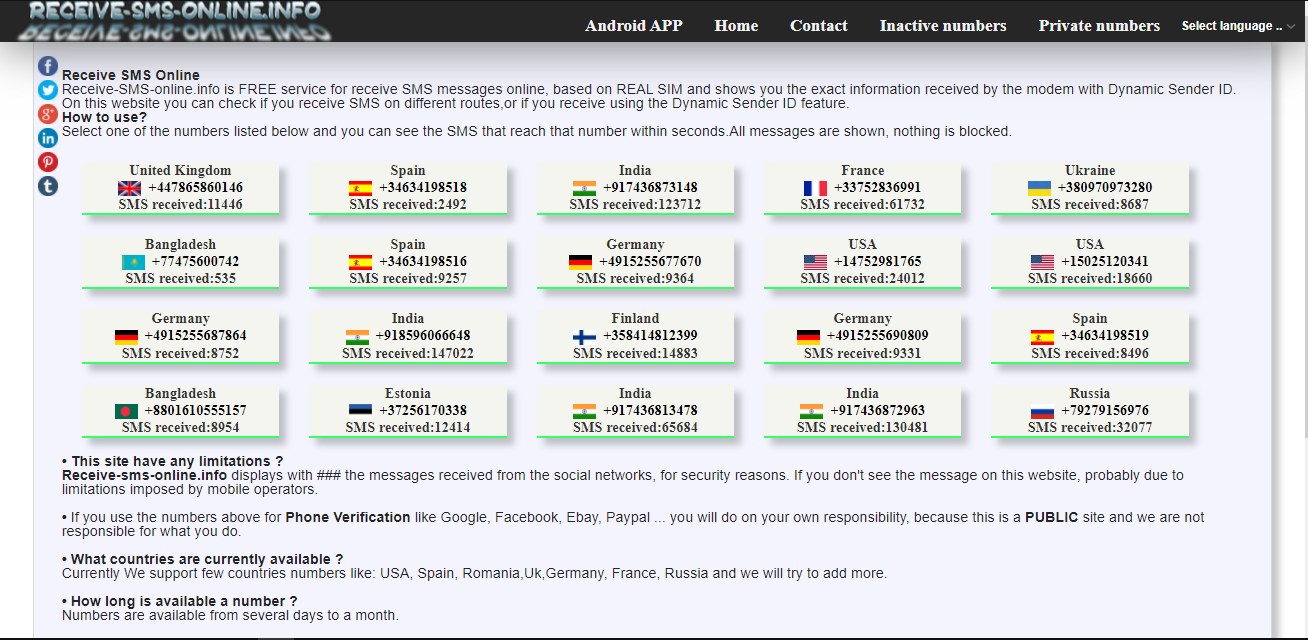 RECEIVE-SMS-ONLINE.INFO
Android APP Home Contact Inactive numbers Private numbers Select language ..
Receive SMS Online
Receive-SMS-online.info is FREE service for receive SMS messages online, based on REAL SIM and shows you the exact information received by the modem with Dynamic Sender ID.
On this website you can check if you receive SMS on different routes,or if you receive using the Dynamic Sender ID feature.
How to use?
Select one of the numbers listed below and you can see the SMS that reach that number within seconds.All messages are shown, nothing is blocked.
United Kingdom
+447865860146
SMS received:11446
Spain
+34634198518
SMS received:2492
India
+917436873148
SMS received:123712
France
+33752836991
SMS received:61732
Ukraine
+380970973280
SMS received:8687
Bangladesh
+77475600742
SMS received:535
Spain
+34634198516
SMS received:9257
Germany
+4915255677670
SMS received:9364
USA
+14752981765
SMS received:24012
USA
+15025120341
SMS received:18660
Germany
+4915255687864
SMS received:8752
India
+918596066648
SMS received:147022
Finland
+358414812399
SMS received:14883
Germany
+4915255690809
SMS received:9331
Spain
+34634198519
SMS received:8496
Bangladesh
+8801610555157
SMS received:8954
Estonia
+37256170338
SMS received:12414
India
+917436813478
SMS received:65684
India
+917436872963
SMS received:130481
Russia
+79279156976
SMS received:32077
• This site have any limitations ?
Receive-sms-online.info displays with ### the messages received from the social networks, for security reasons. If you don't see the message on this website, probably due to
limitations imposed by mobile operators.
• If you use the numbers above for Phone Verification like Google, Facebook, Ebay, Paypal ... you will do on your own responsibility, because this is a PUBLIC site and we are not
responsible for what you do.
• What countries are currently available ?
Currently We support few countries numbers like: USA, Spain, Romania,Uk,Germany, France, Russia and we will try to add more.
• How long is available a number ?
Numbers are available from several days to a month.